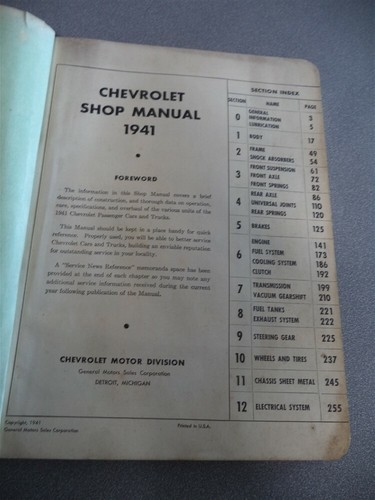 CHEVROLET
SHOP MANUAL
1941
FOREWORD
The information in this Shop Manual covers a brief
description of construction, and thorough data on operation,
care, specifications, and overhaul of the various units of the
1941 Chevrolet Passenger Cars and Trucks.
This Manual should be kept in a place handy for quick
reference. Properly used, you will be able to better service
Chevrolet Cars and Trucks, building an enviable reputation
for outstanding service in your locality.
A "Service News Reference" memoranda space has been
provided at the end of each chapter so you may note any
additional service information received during the current
year following publication of the Manual.
CHEVROLET MOTOR DIVISION
General Motors Sales Corporation
DETROIT, MICHIGAN
Copyright, 1941
General Motors Sales Corporation
Printed in U.S.A.
SECTION INDEX
SECTION NAME PAGE
0 GENERAL INFORMATION 3
LUBRICATION 5
1 BODY 17
2 FRAME 49
SHOCK ABSORBERS 54
3 FRONT SUSPENSION 61
FRONT AXLE 72
FRONT SPRINGS 82
4 REAR AXLE 86
UNIVERSAL JOINTS 110
REAR SPRINGS 120
5 BRAKES 125
6 ENGINE 141
FUEL SYSTEM 173
COOLING SYSTEM 186
CLUTCH 192
7 TRANSMISSION 199
VACUUM GEARSHIFT 210
8 FUEL TANKS 221
EXHAUST SYSTEM 222
9 STEERING GEAR 225
10 WHEELS AND TIRES 237
11 CHASSIS SHEET METAL 245
12 ELECTRICAL SYSTEM 255